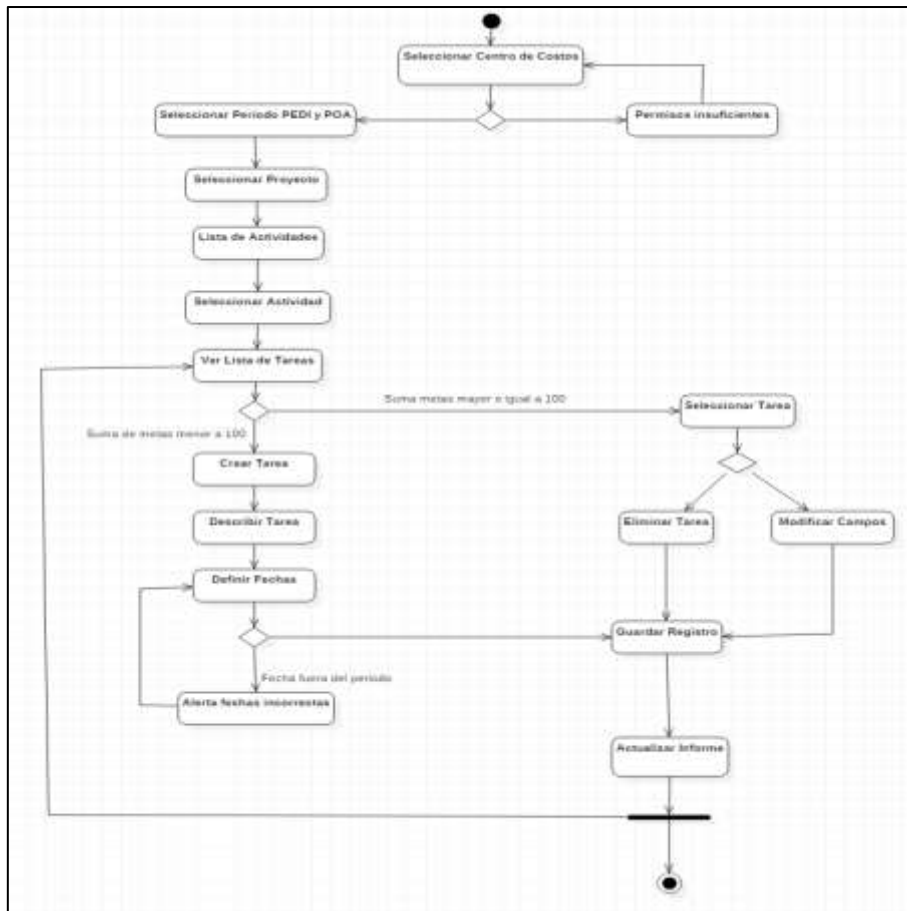 Seleccionar Centro de Costos
Seleccionar Periodo PEDI y POA
Permisos insuficientes
Seleccionar Proyecto
Lista de Actividades
Seleccionar Actividad
Ver Lista de Tareas
Suma metas mayor o igual a 100
Seleccionar Tarea
Suma de metas menor a 100
Crear Tarea
Describir Tarea
Eliminar Tarea
Modificar Campos
Definir Fechas
Guardar Registro
Fecha fuera del periodo
Alerta fechas incorrectas
Actualizar Informe